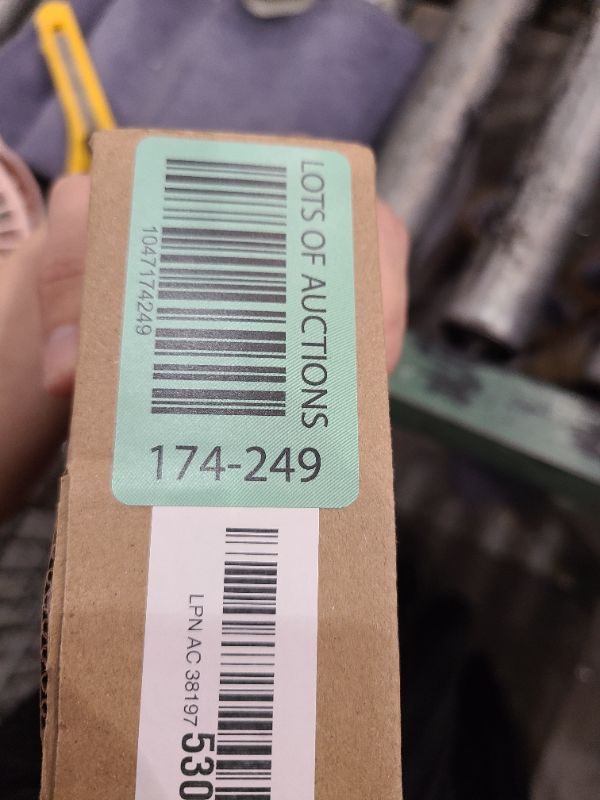 LOTS OF AUCTIONS
1047174249
174-249
LPN AC 38197 530